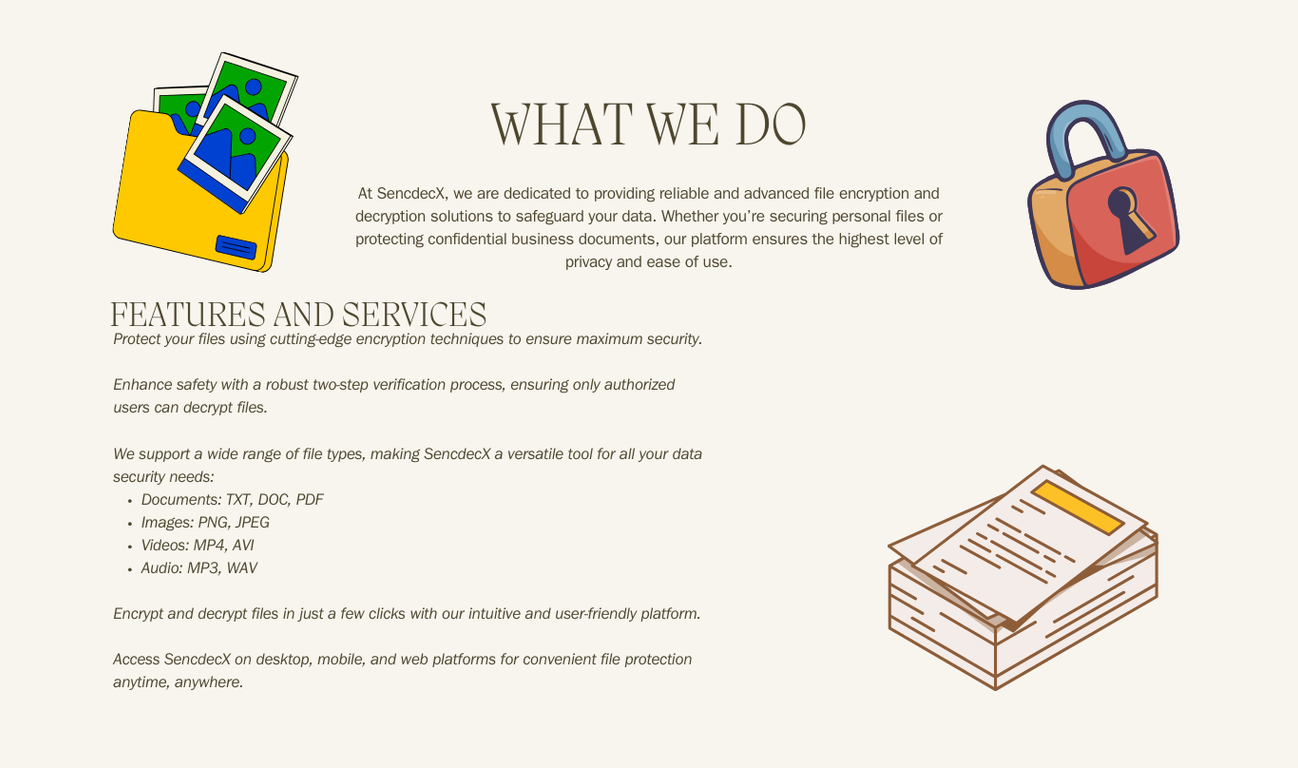 WHAT WE DO
At SencdecX, we are dedicated to providing reliable and advanced file encryption and
decryption solutions to safeguard your data. Whether you’re securing personal files or
protecting confidential business documents, our platform ensures the highest level of
privacy and ease of use.
FEATURES AND SERVICES
Protect your files using cutting-edge encryption techniques to ensure maximum security.
Enhance safety with a robust two-step verification process, ensuring only authorized
users can decrypt files.
We support a wide range of file types, making SencdecX a versatile tool for all your data
security needs:
• Documents: TXT, DOC, PDF
• Images: PNG, JPEG
• Videos: MP4, AVI
• Audio: MP3, WAV
Encrypt and decrypt files in just a few clicks with our intuitive and user-friendly platform.
Access SencdecX on desktop, mobile, and web platforms for convenient file protection
anytime, anywhere.